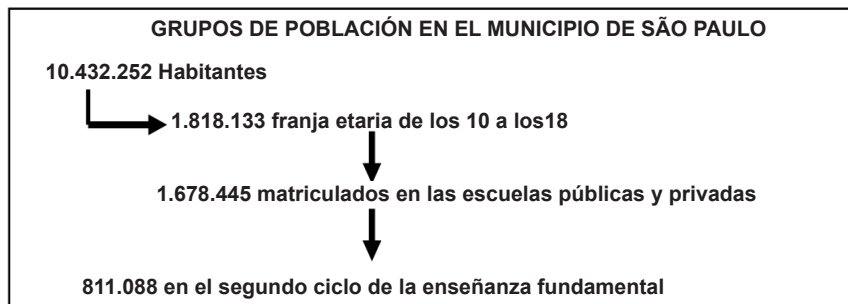 GRUPOS DE POBLACIÓN EN EL MUNICIPIO DE SÃO PAULO
10.432.252 Habitantes
1.818.133 franja etaria de los 10 a los18
1.678.445 matriculados en las escuelas públicas y privadas
811.088 en el segundo ciclo de la enseñanza fundamental